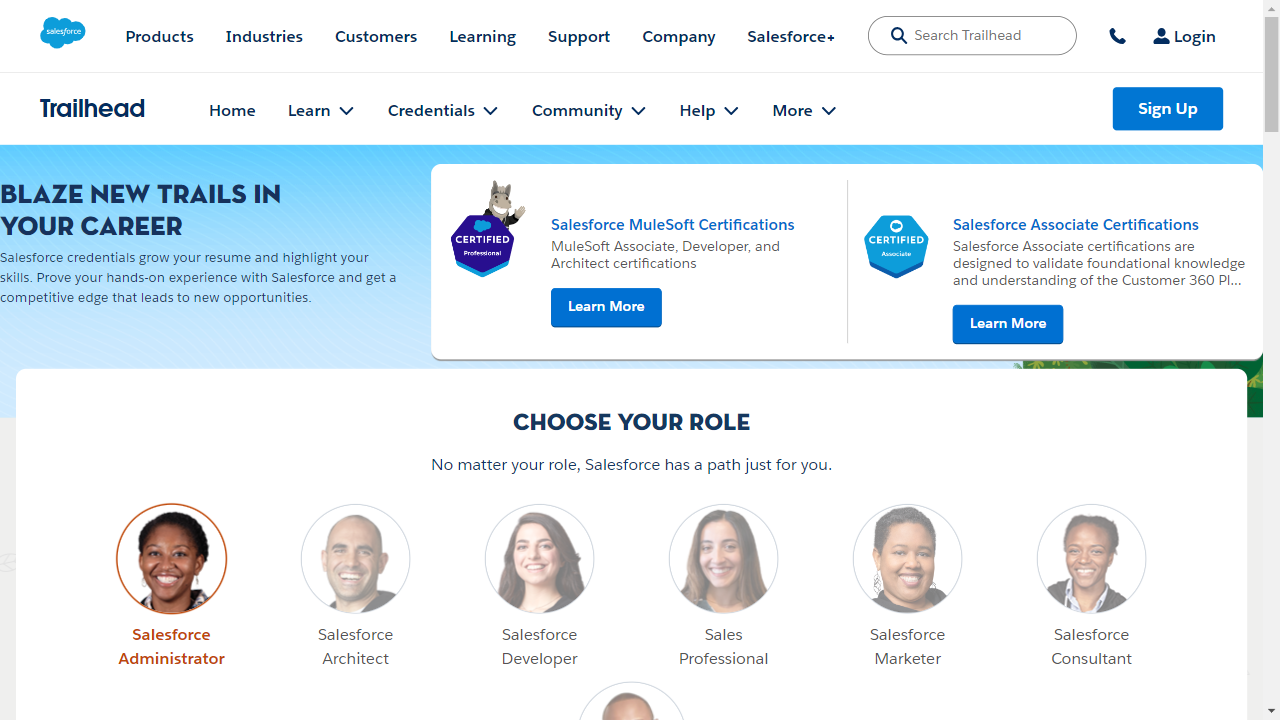 salesforce
Products
Industries
Customers
Learning
Support
Company
Salesforce+
Search Trailhead
Login
Trailhead
Home
Learn
Credentials
Community
Help
More
Sign Up
BLAZE NEW TRAILS IN
YOUR CAREER
Salesforce credentials grow your resume and highlight your
skills. Prove your hands-on experience with Salesforce and get a
competitive edge that leads to new opportunities.
CERTIFIED
Professional
Salesforce MuleSoft Certifications
MuleSoft Associate, Developer, and
Architect certifications
Learn More
CERTIFIED
Associate
Salesforce Associate Certifications
Salesforce Associate certifications are
designed to validate foundational knowledge
and understanding of the Customer 360 Pl...
Learn More
CHOOSE YOUR ROLE
No matter your role, Salesforce has a path just for you.
Salesforce
Administrator
Salesforce
Architect
Salesforce
Developer
Sales
Professional
Salesforce
Marketer
Salesforce
Consultant